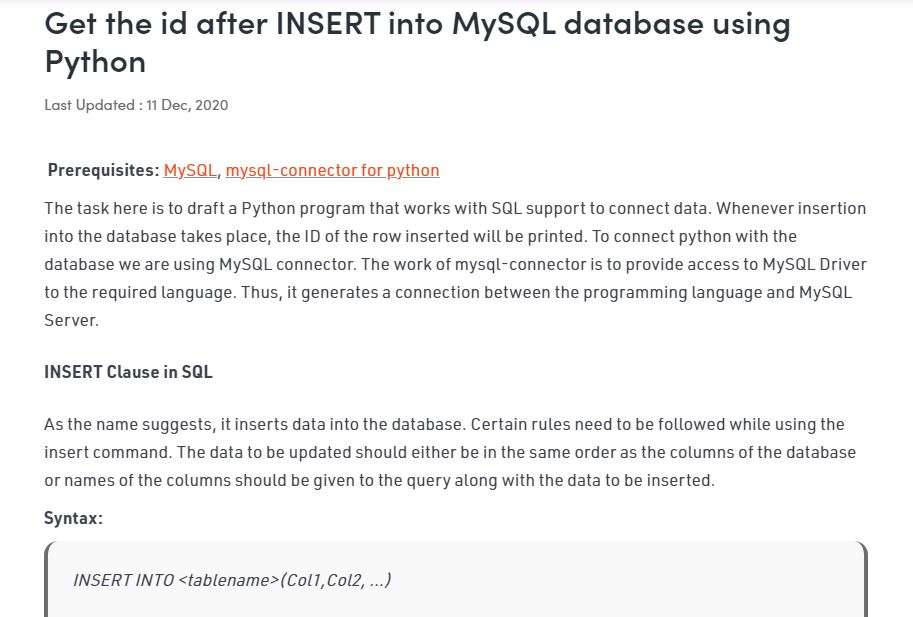 Get the id after INSERT into MySQL database using
Python
Last Updated : 11 Dec, 2020
Prerequisites: MySQL, mysql-connector for python
The task here is to draft a Python program that works with SQL support to connect data. Whenever insertion
into the database takes place, the ID of the row inserted will be printed. To connect python with the
database we are using MySQL connector. The work of mysql-connector is to provide access to MySQL Driver
to the required language. Thus, it generates a connection between the programming language and MySQL
Server.
INSERT Clause in SQL
As the name suggests, it inserts data into the database. Certain rules need to be followed while using the
insert command. The data to be updated should either be in the same order as the columns of the database
or names of the columns should be given to the query along with the data to be inserted.
Syntax:
INSERT INTO <tablename>(Col1,Col2, ...)